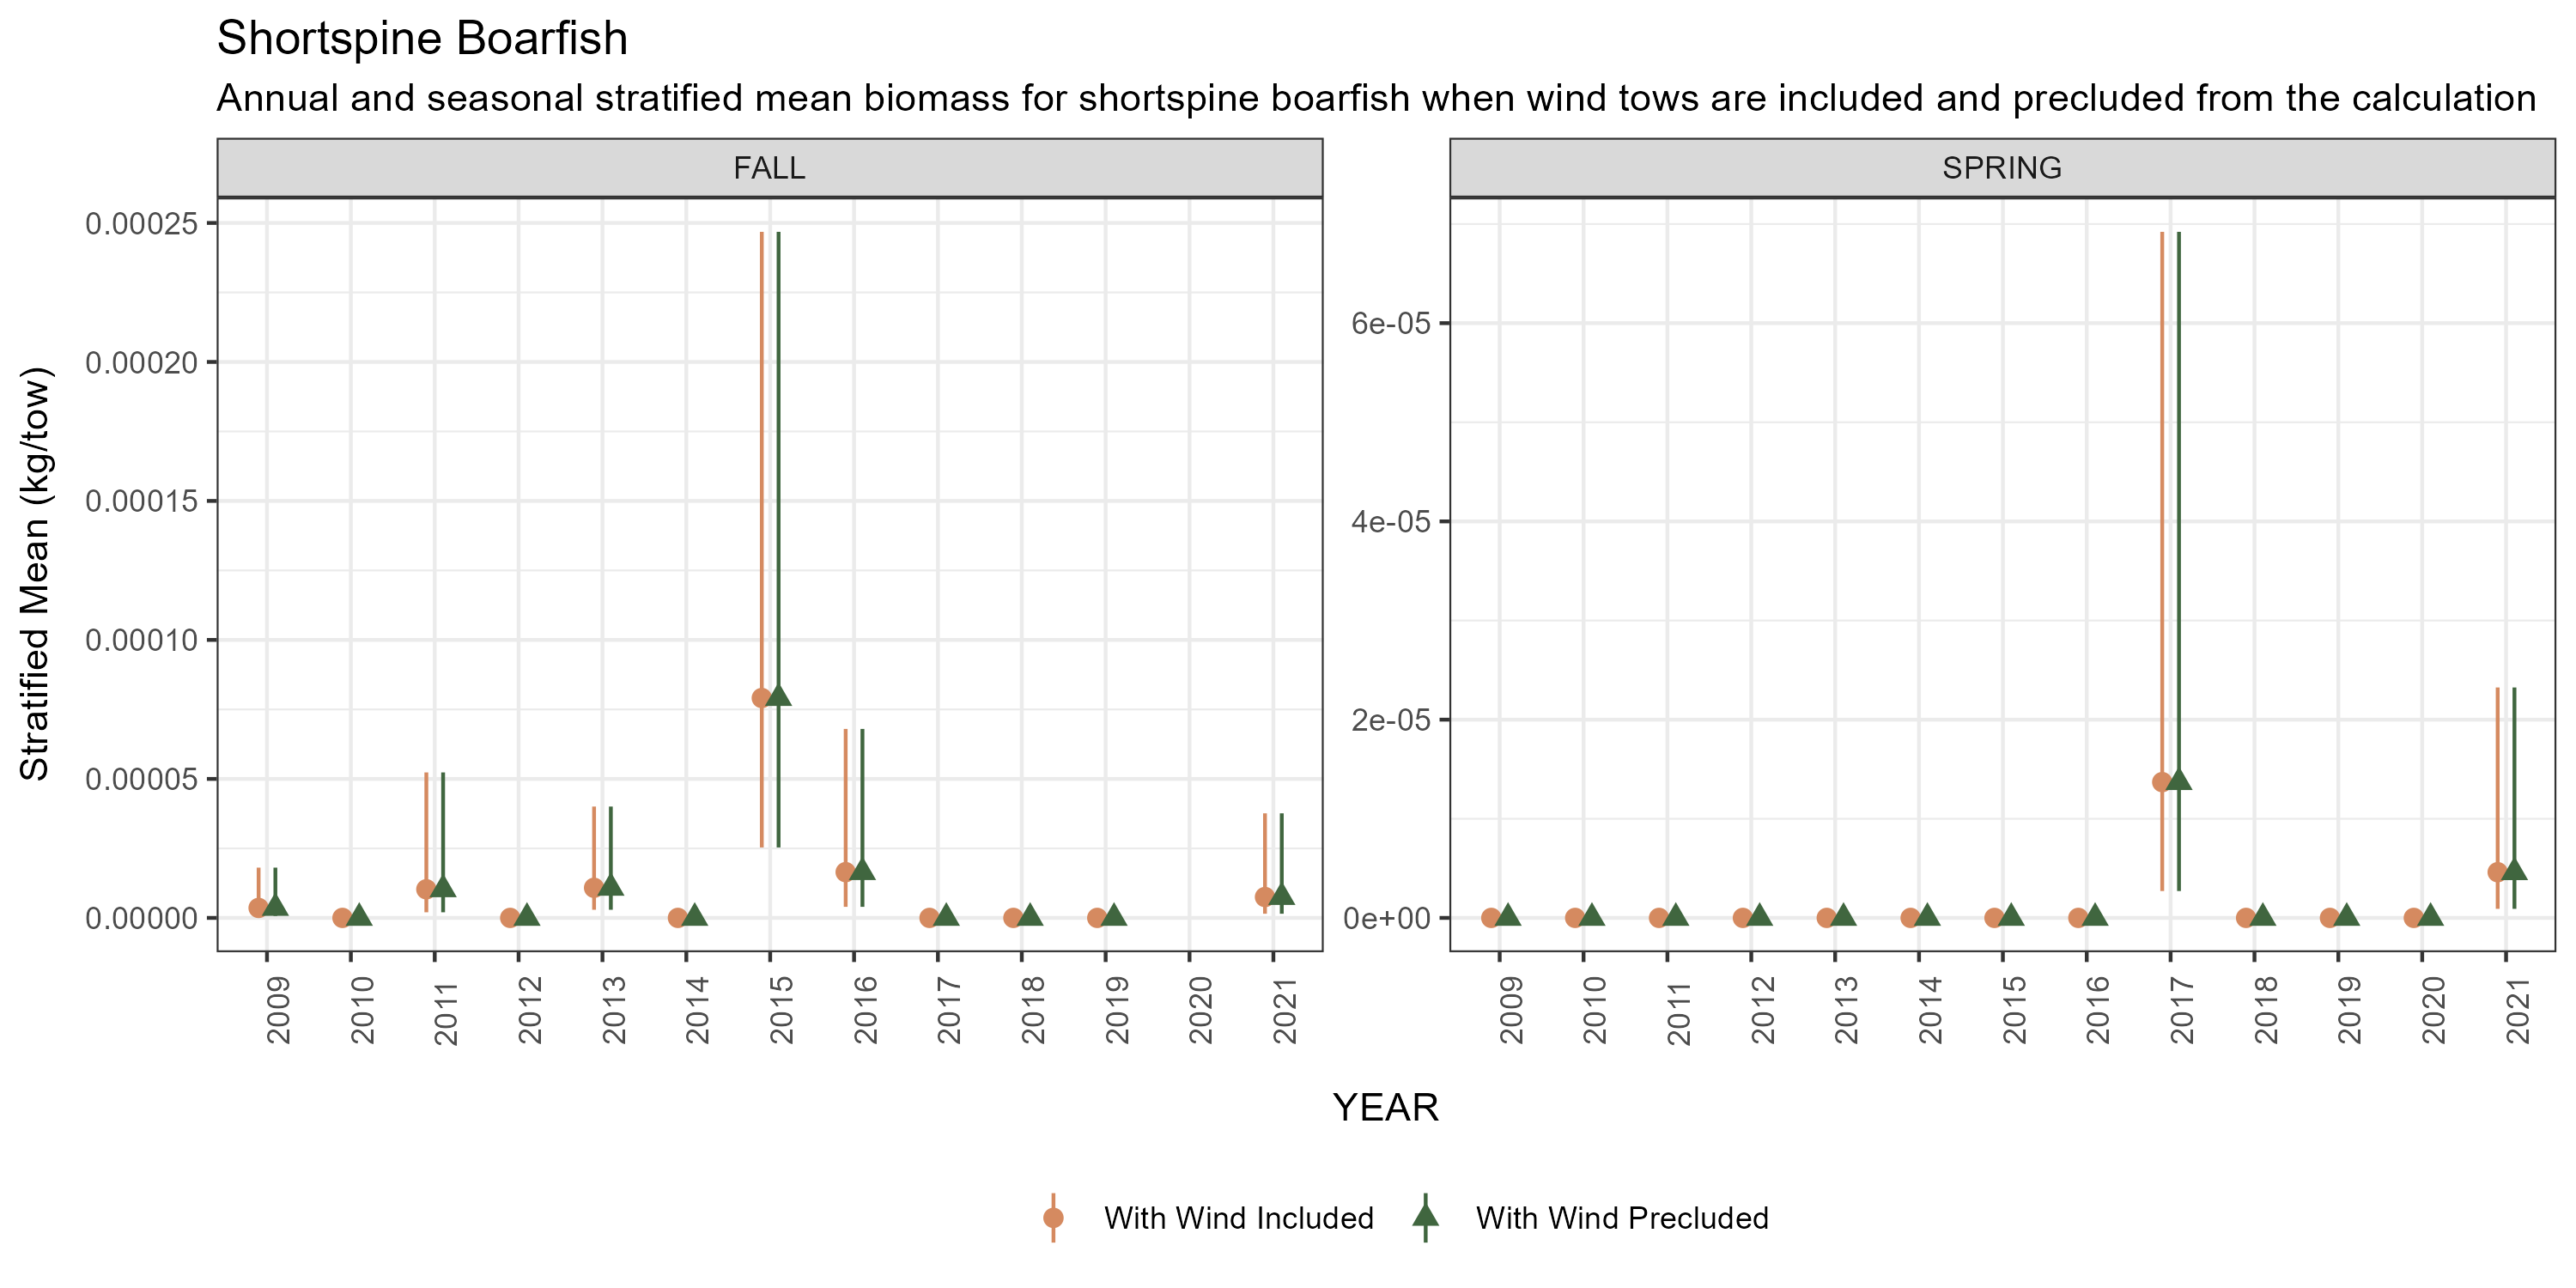 Shortspine Boarfish
Annual and seasonal stratified mean biomass for shortspine boarfish when wind tows are included and precluded from the calculation
FALL
SPRING
Stratified Mean (kg/tow)
0.00025
0.00020
0.00015
0.00010
0.00005
0.00000
6e-05
4e-05
2e-05
0e+00
2009 2010 2011 2012 2013 2014 2015 2016 2017 2018 2019 2020 2021
2009 2010 2011 2012 2013 2014 2015 2016 2017 2018 2019 2020 2021
YEAR
With Wind Included With Wind Precluded